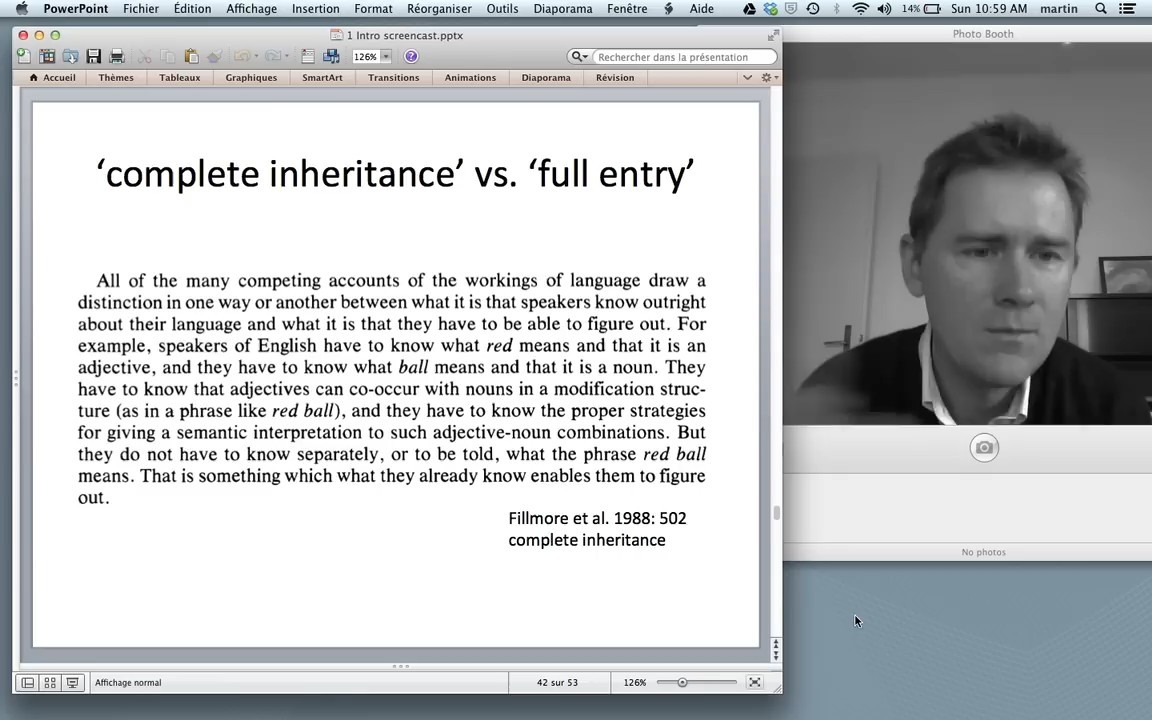 PowerPoint Fichier Édition Affichage Insertion Format Réorganiser Outils Diaporama Fenêtre Aide 14% Sun 10:59 AM martin
1 Intro screencast.pptx
Photo Booth
126% Rechercher dans la présentation
Accueil Thèmes Tableaux Graphiques SmartArt Transitions Animations Diaporama Révision
‘complete inheritance’ vs. ‘full entry’
All of the many competing accounts of the workings of language draw a
distinction in one way or another between what it is that speakers know outright
about their language and what it is that they have to be able to figure out. For
example, speakers of English have to know what red means and that it is an
adjective, and they have to know what ball means and that it is a noun. They
have to know that adjectives can co-occur with nouns in a modification struc-
ture (as in a phrase like red ball), and they have to know the proper strategies
for giving a semantic interpretation to such adjective-noun combinations. But
they do not have to know separately, or to be told, what the phrase red ball
means. That is something which what they already know enables them to figure
out.
Fillmore et al. 1988: 502
complete inheritance
No photos
Affichage normal 42 sur 53 126%